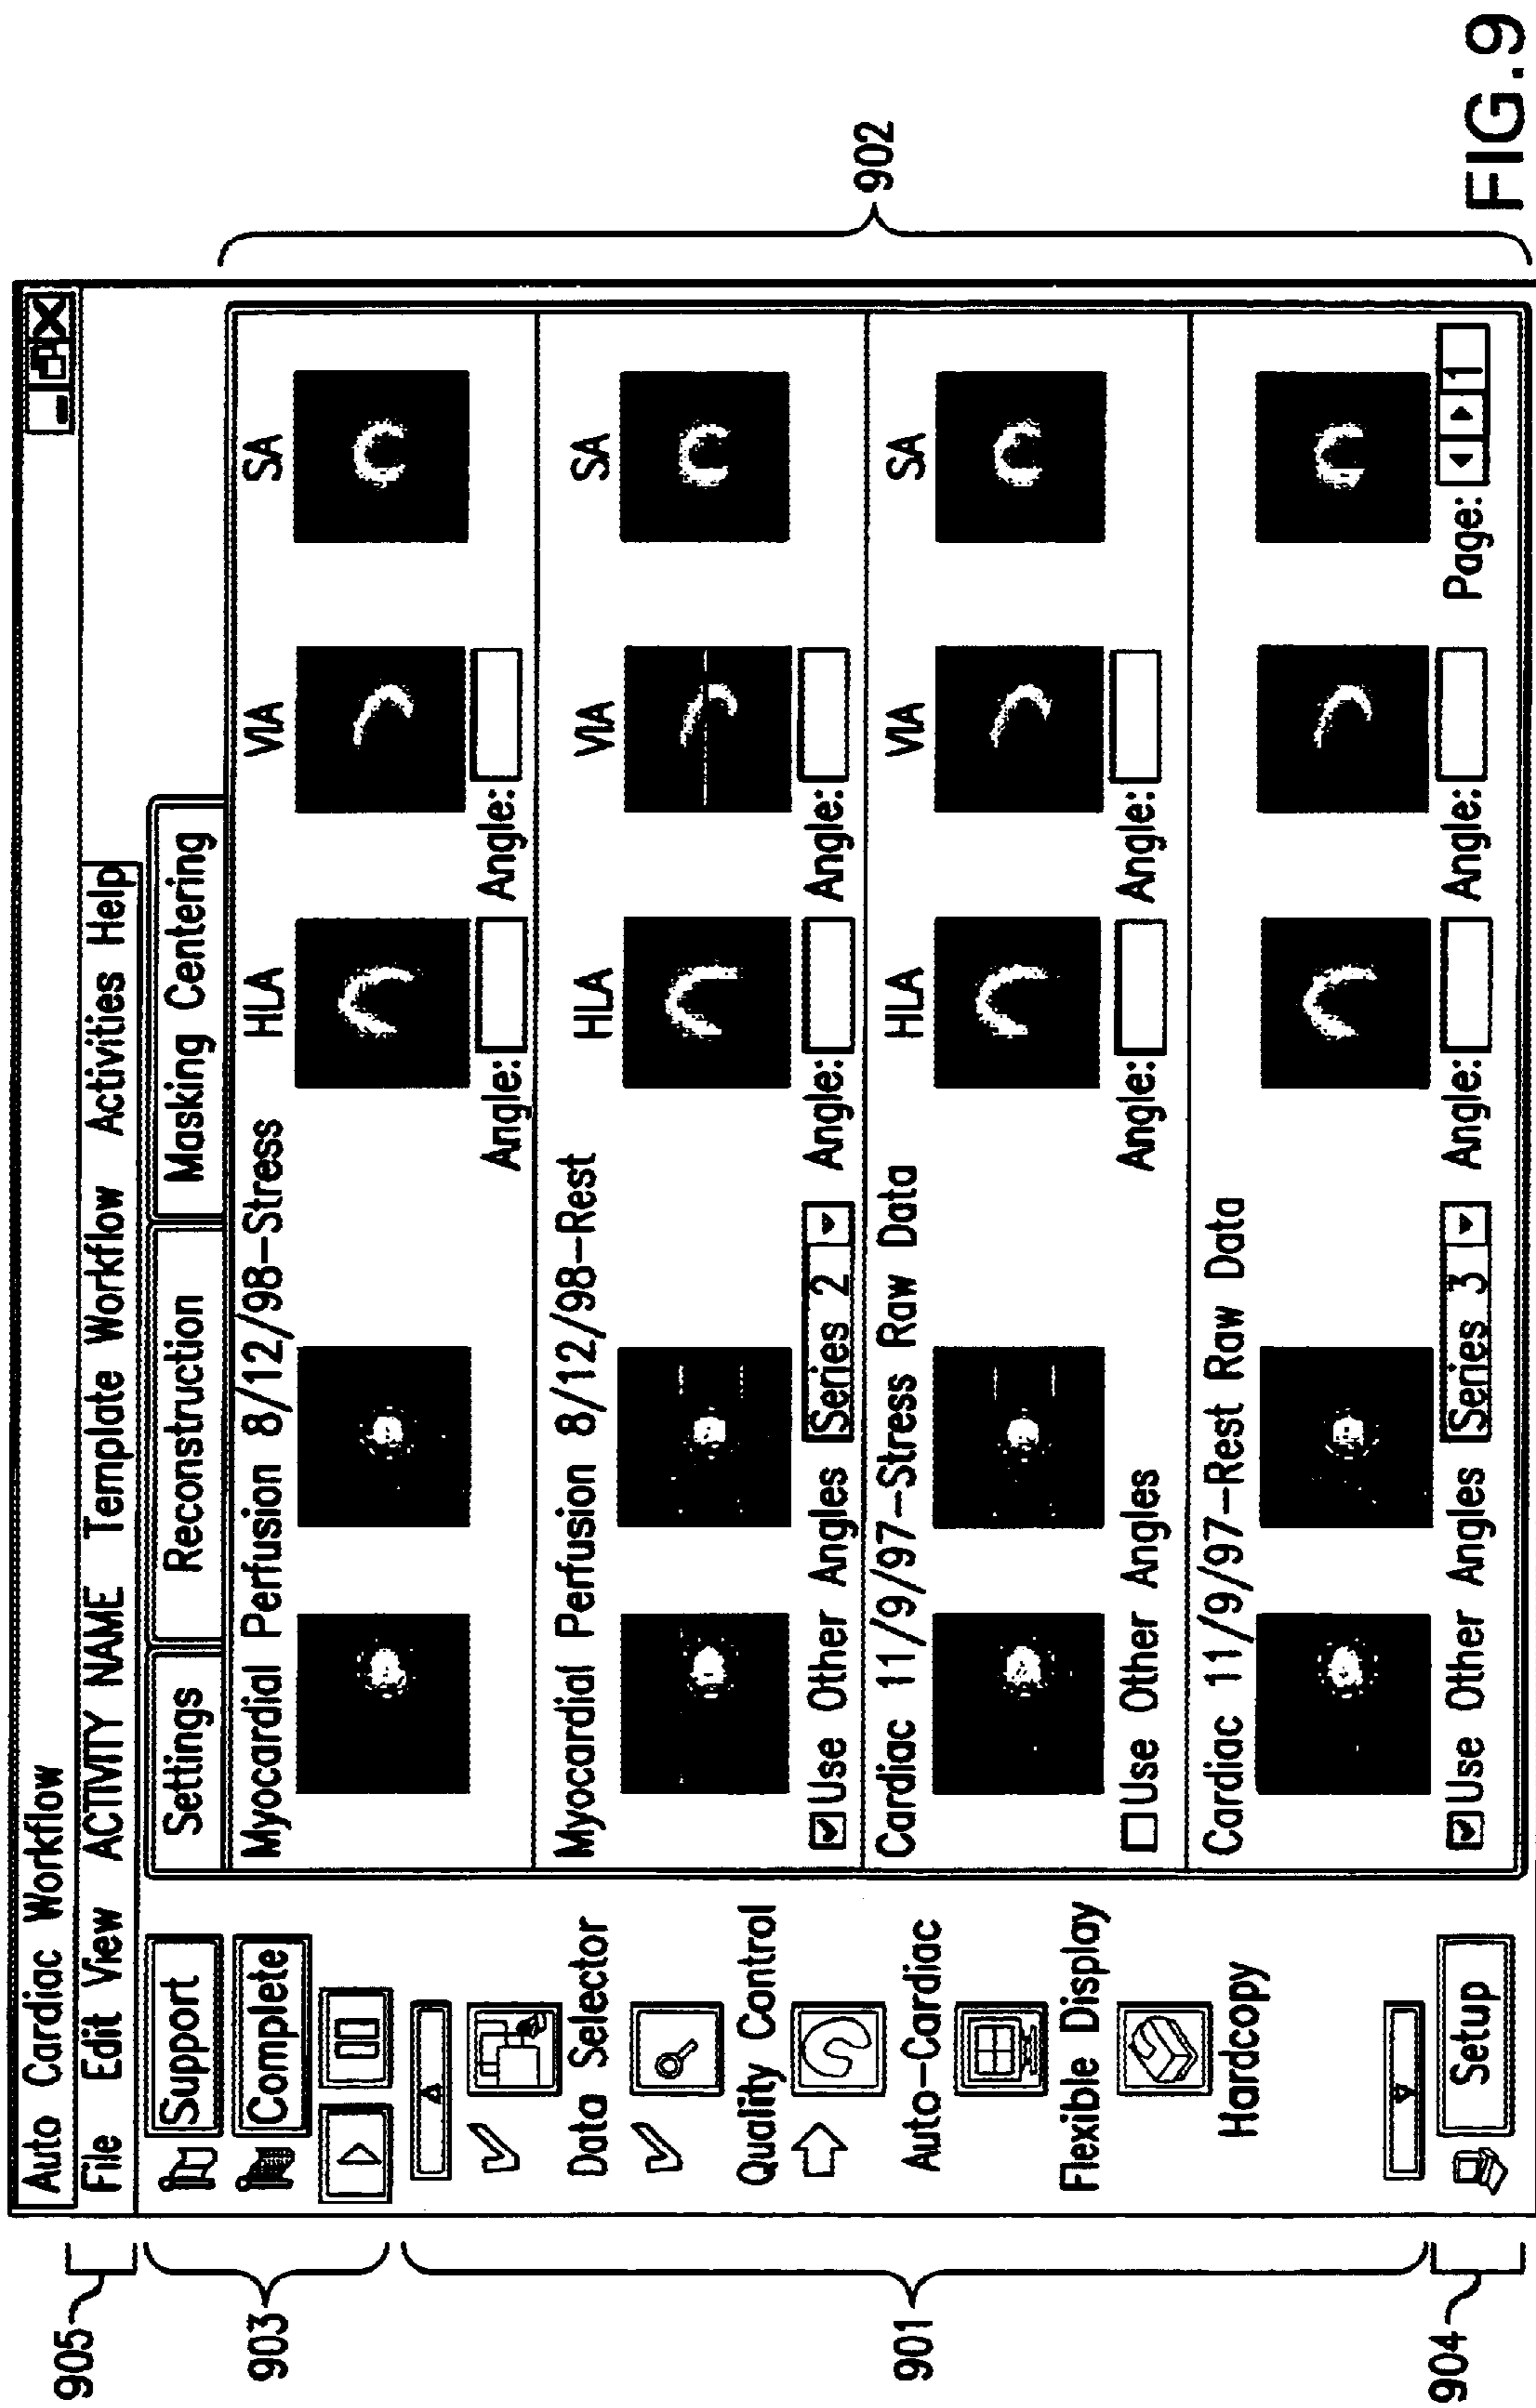 Auto Cardiac Workflow
File Edit View ACTIVITY NAME Template Workflow Activities Help
Support
Complete
Data Selector
Quality Control
Auto-Cardiac
Flexible Display
Hardcopy
Setup
Settings Reconstruction Masking Centering
Myocardial Perfusion 8/12/98-Stress
HLA VIA SA
Angle: Angle:
Myocardial Perfusion 8/12/98-Rest
HLA VIA SA
Use Other Angles Series 2 Angle: Angle:
Cardiac 11/9/97-Stress Raw Data
HLA VIA SA
Use Other Angles Angle: Angle:
Cardiac 11/9/97-Rest Raw Data
Use Other Angles Series 3 Angle: Angle: Page: 1
905
903
901
904
902
FIG.9